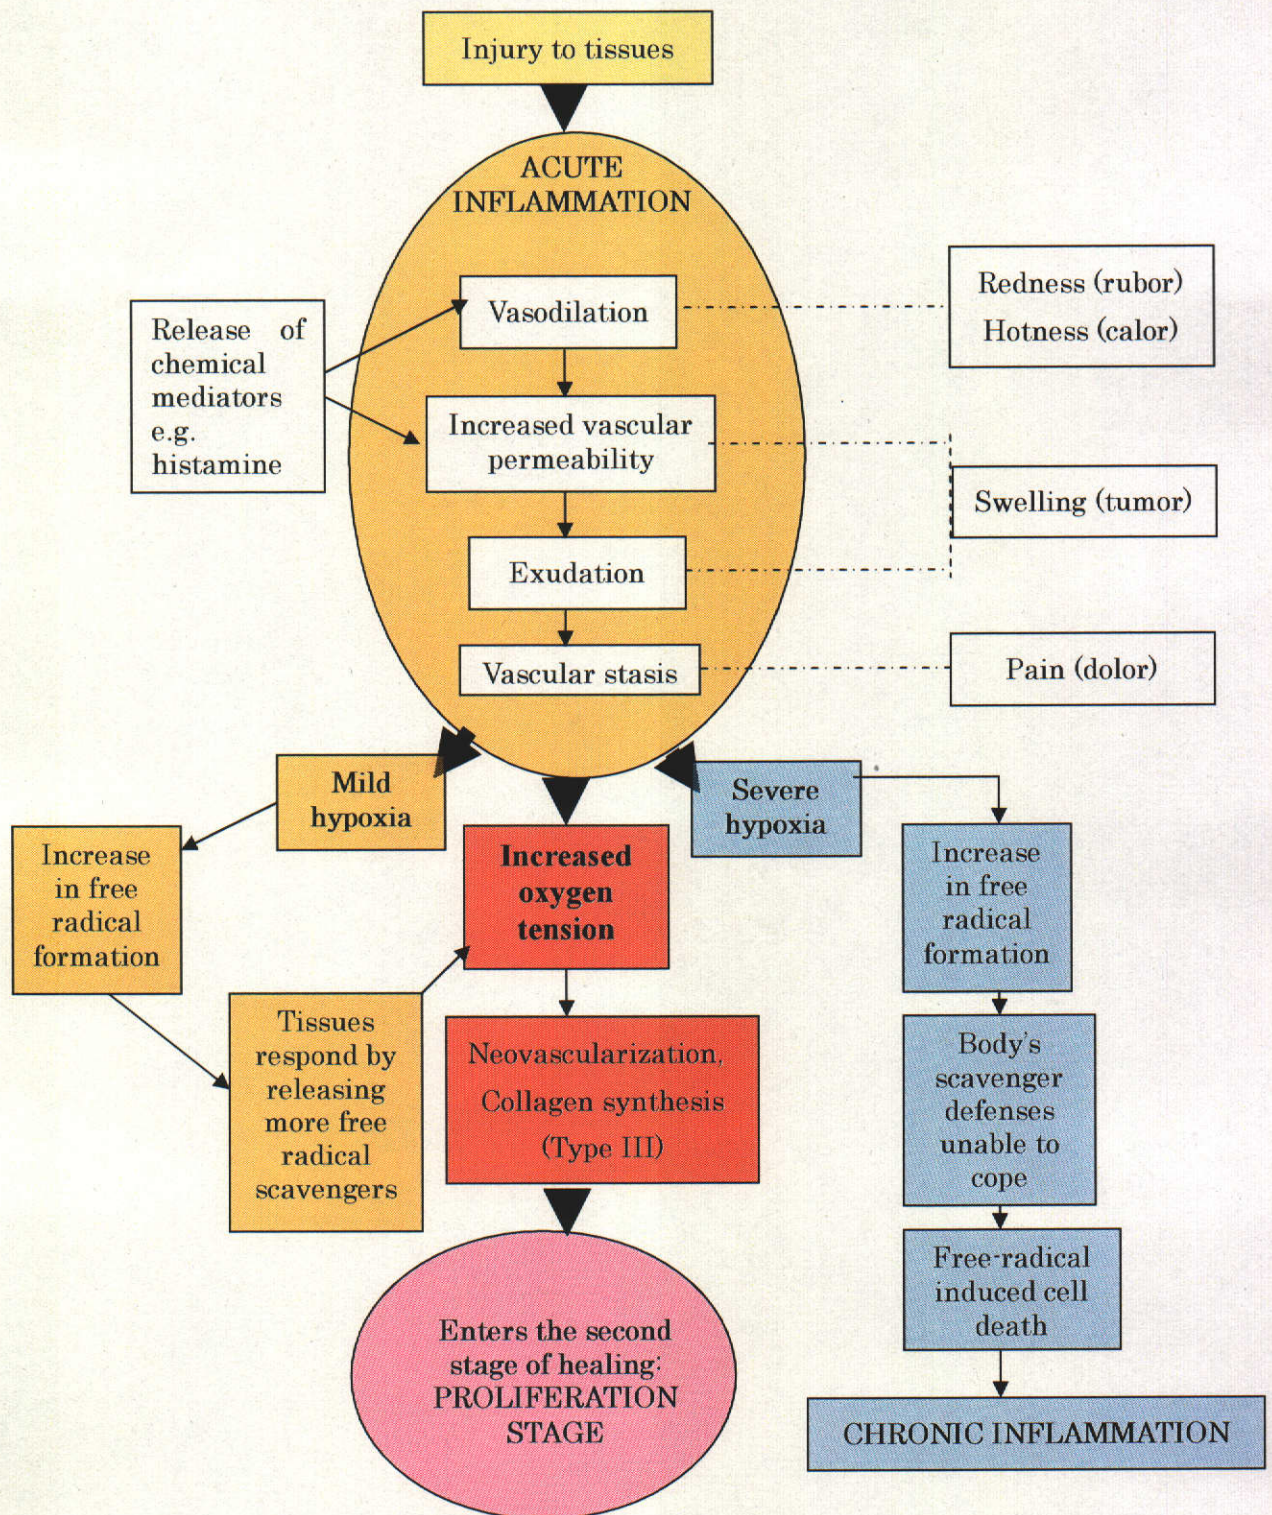 Injury to tissues
ACUTE
INFLAMMATION
Vasodilation
Redness (rubor)
Hotness (calor)
Release of
chemical
mediators
e.g.
histamine
Increased vascular
permeability
Swelling (tumor)
Exudation
Vascular stasis
Pain (dolor)
Mild
hypoxia
Severe
hypoxia
Increase
in free
radical
formation
Increased
oxygen
tension
Increase
in free
radical
formation
Tissues
respond by
releasing
more free
radical
scavengers
Neovascularization,
Collagen synthesis
(Type III)
Body's
scavenger
defenses
unable to
cope
Free-radical
induced cell
death
Enters the second
stage of healing:
PROLIFERATION
STAGE
CHRONIC INFLAMMATION